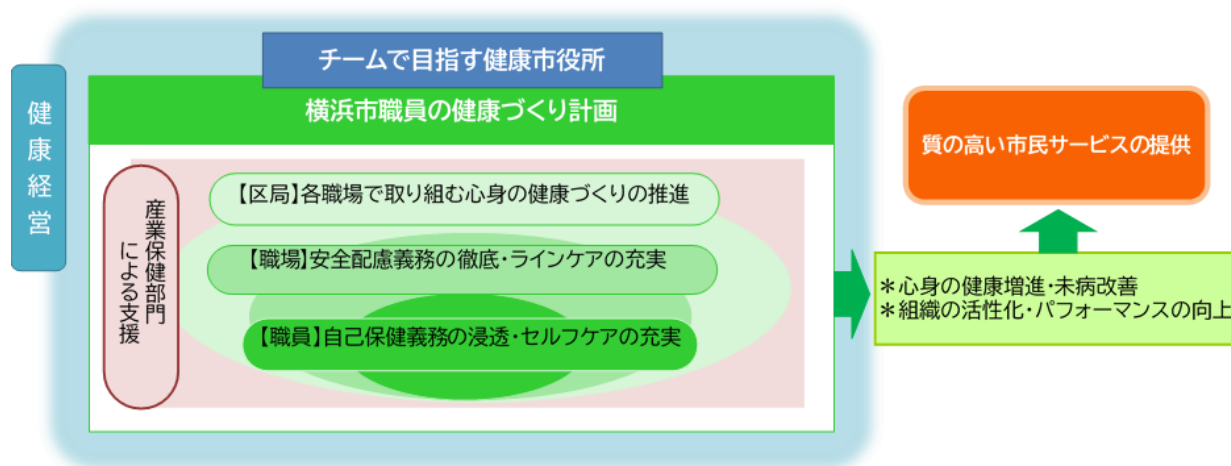 チームで目指す健康市役所
健康経営
横浜市職員の健康づくり計画
産業保健部門
による支援
【区局】各職場で取り組む心身の健康づくりの推進
【職場】安全配慮義務の徹底・ラインケアの充実
【職員】自己保健義務の浸透・セルフケアの充実
質の高い市民サービスの提供
＊心身の健康増進・未病改善
＊組織の活性化・パフォーマンスの向上